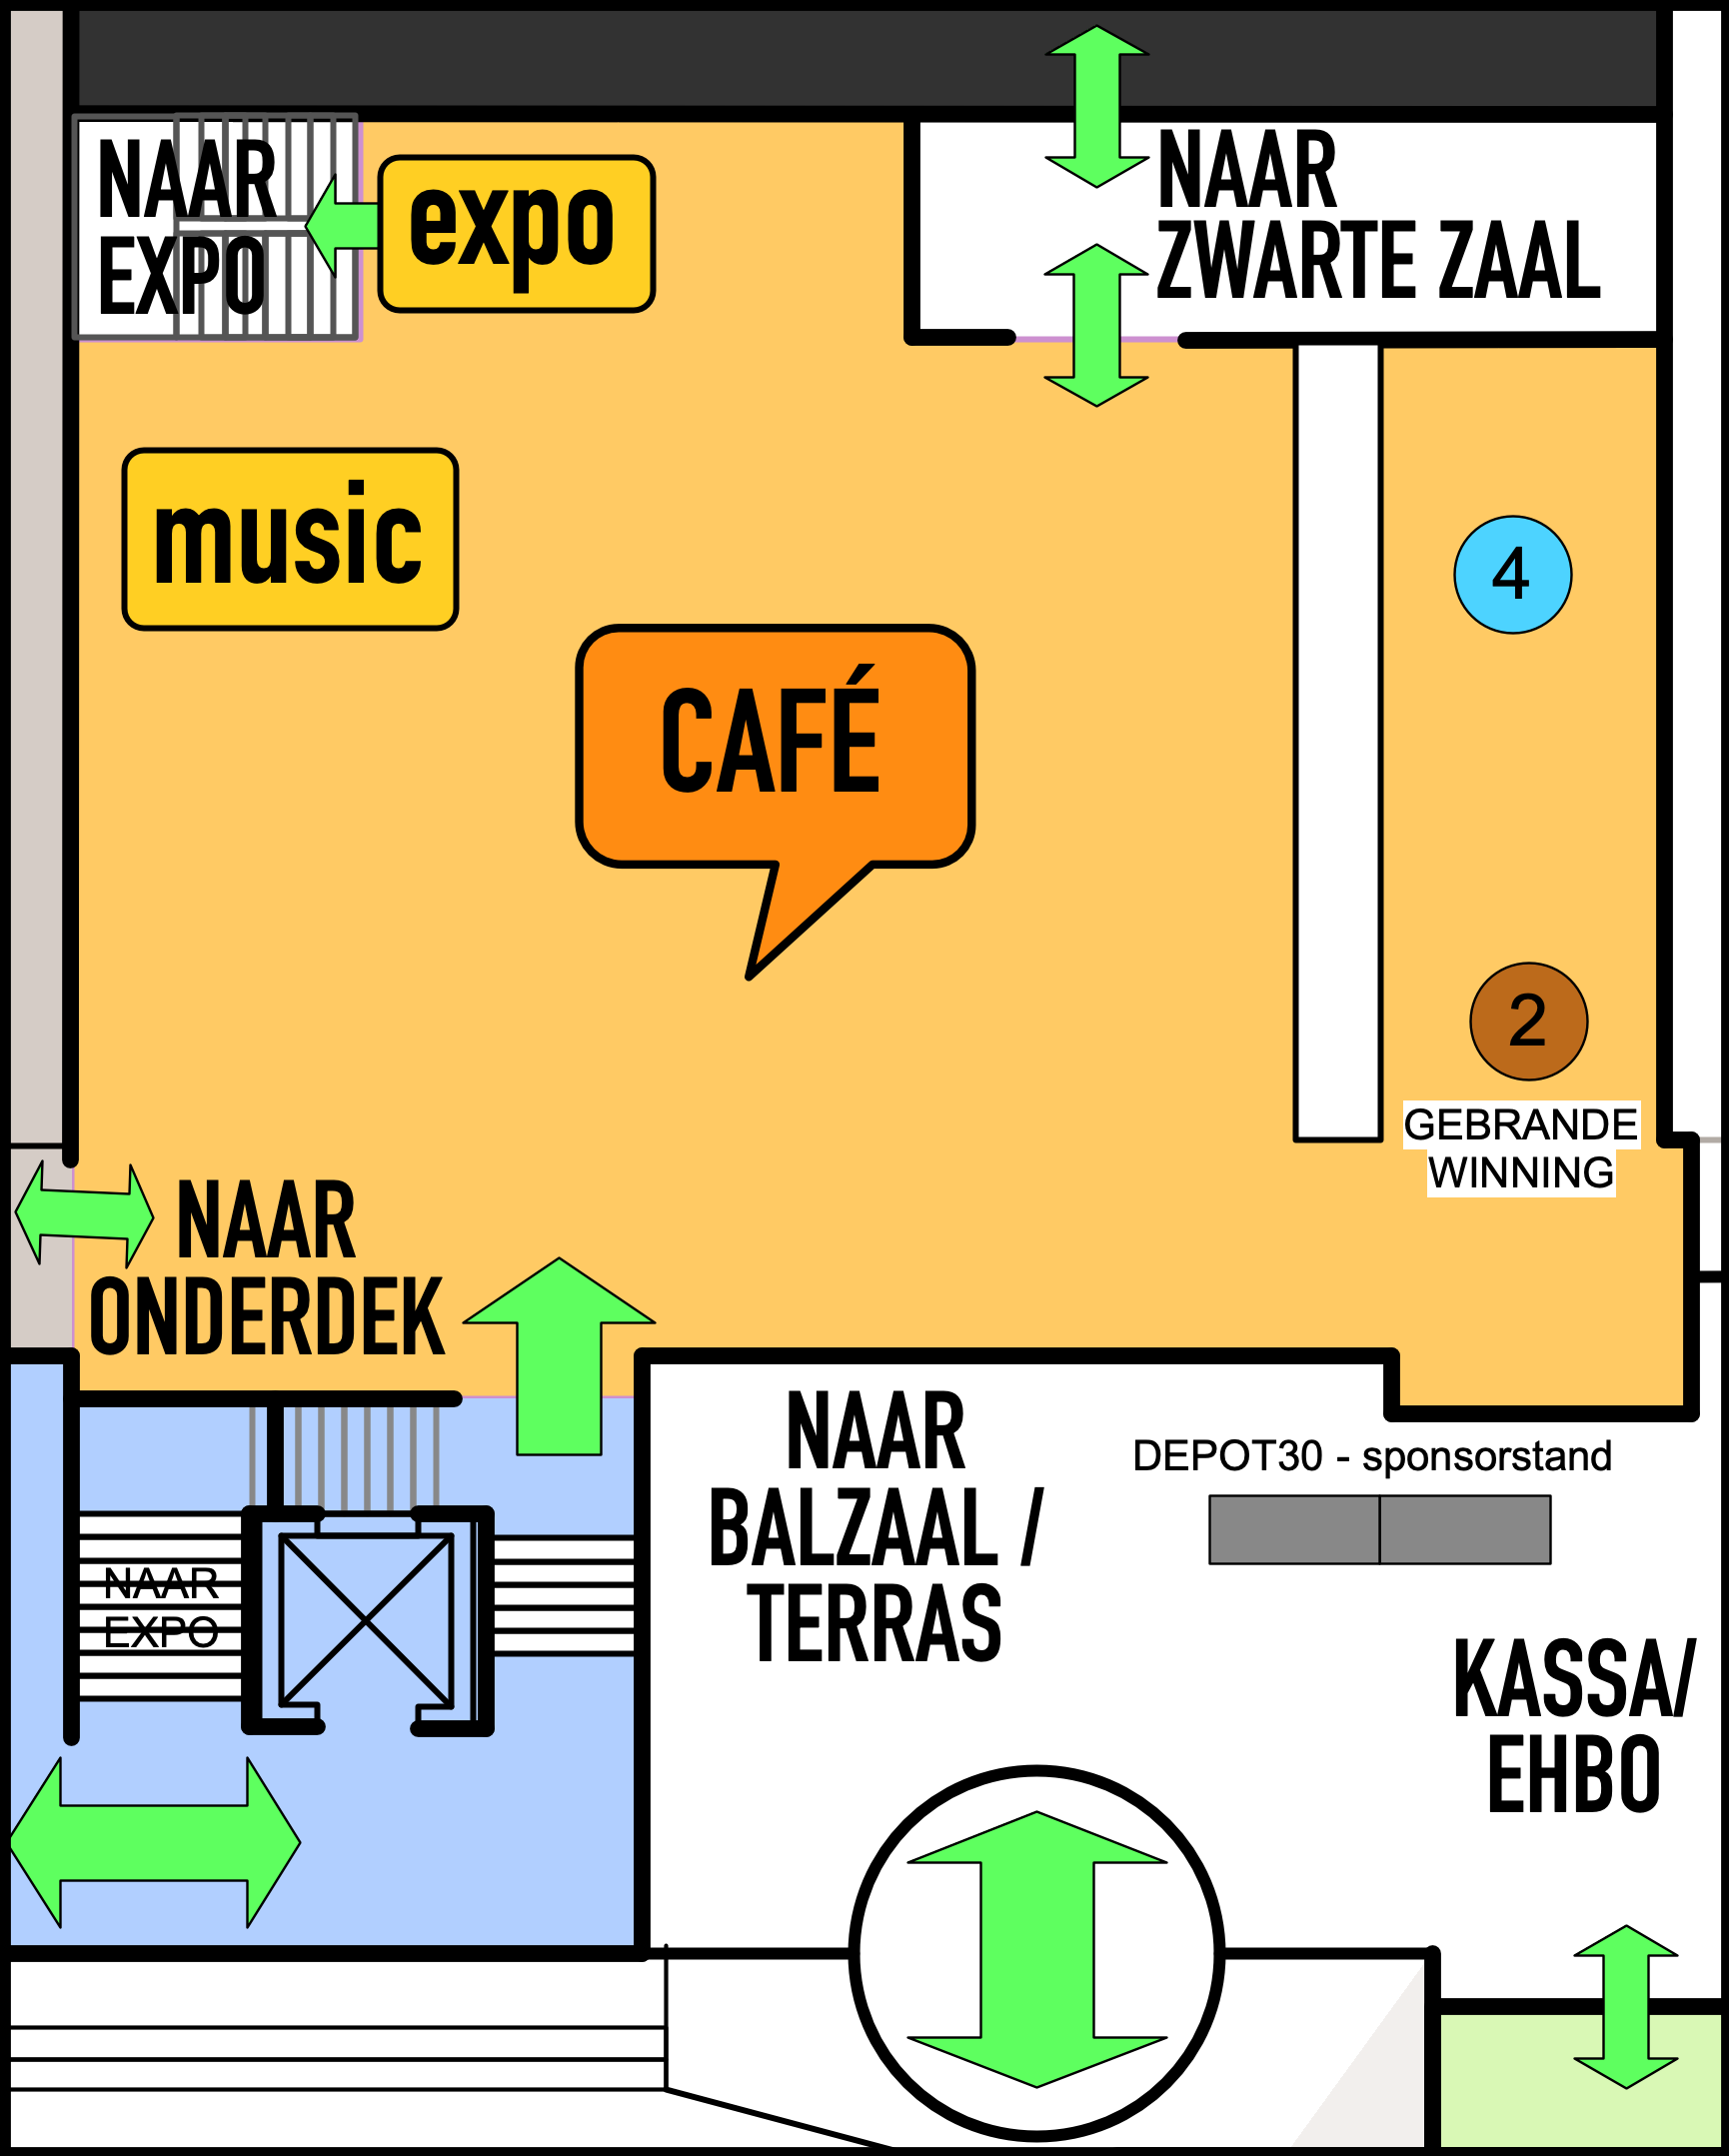 NAAR
EXPO
expo
NAAR
ZWARTE ZAAL
music
4
CAFÉ
2
GEBRANDE
WINNING
NAAR
ONDERDEK
NAAR
BALZAAL /
TERRAS
DEPOT30 - sponsorstand
NAAR
EXPO
KASSA/
EHBO